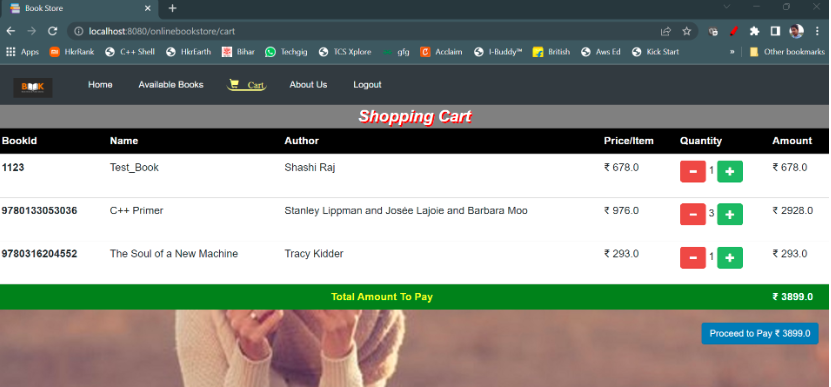 Book Store
localhost:8080/onlinebookstore/cart
Apps HkrRank C++ Shell HkrEarth Bihar Techgig TCS Xplore gfg Acclaim I-Buddy℠ British Aws Ed Kick Start » Other bookmarks
BOOK Home Available Books Cart About Us Logout
Shopping Cart
BookId Name Author Price/Item Quantity Amount
1123 Test_Book Shashi Raj ₹ 678.0 1 ₹ 678.0
9780133053036 C++ Primer Stanley Lippman and Josée Lajoie and Barbara Moo ₹ 976.0 3 ₹ 2928.0
9780316204552 The Soul of a New Machine Tracy Kidder ₹ 293.0 1 ₹ 293.0
Total Amount To Pay ₹ 3899.0
Proceed to Pay ₹ 3899.0